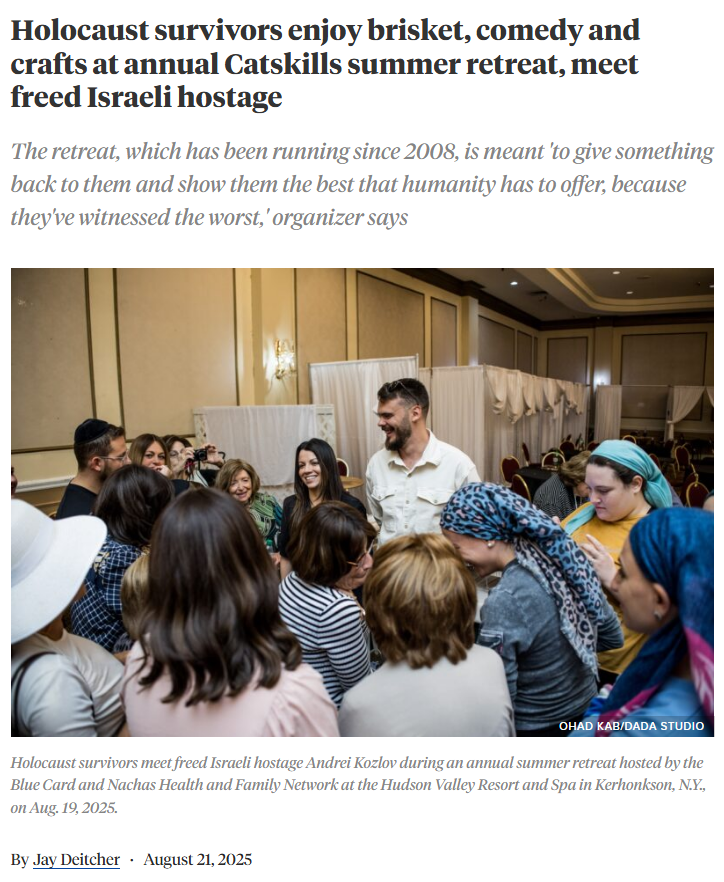 Holocaust survivors enjoy brisket, comedy and
crafts at annual Catskills summer retreat, meet
freed Israeli hostage
The retreat, which has been running since 2008, is meant 'to give something
back to them and show them the best that humanity has to offer, because
they've witnessed the worst,' organizer says
OHAD KAB/DADA STUDIO
Holocaust survivors meet freed Israeli hostage Andrei Kozlov during an annual summer retreat hosted by the
Blue Card and Nachas Health and Family Network at the Hudson Valley Resort and Spa in Kerhonkson, N.Y.,
on Aug. 19, 2025.
By Jay Deitcher · August 21, 2025